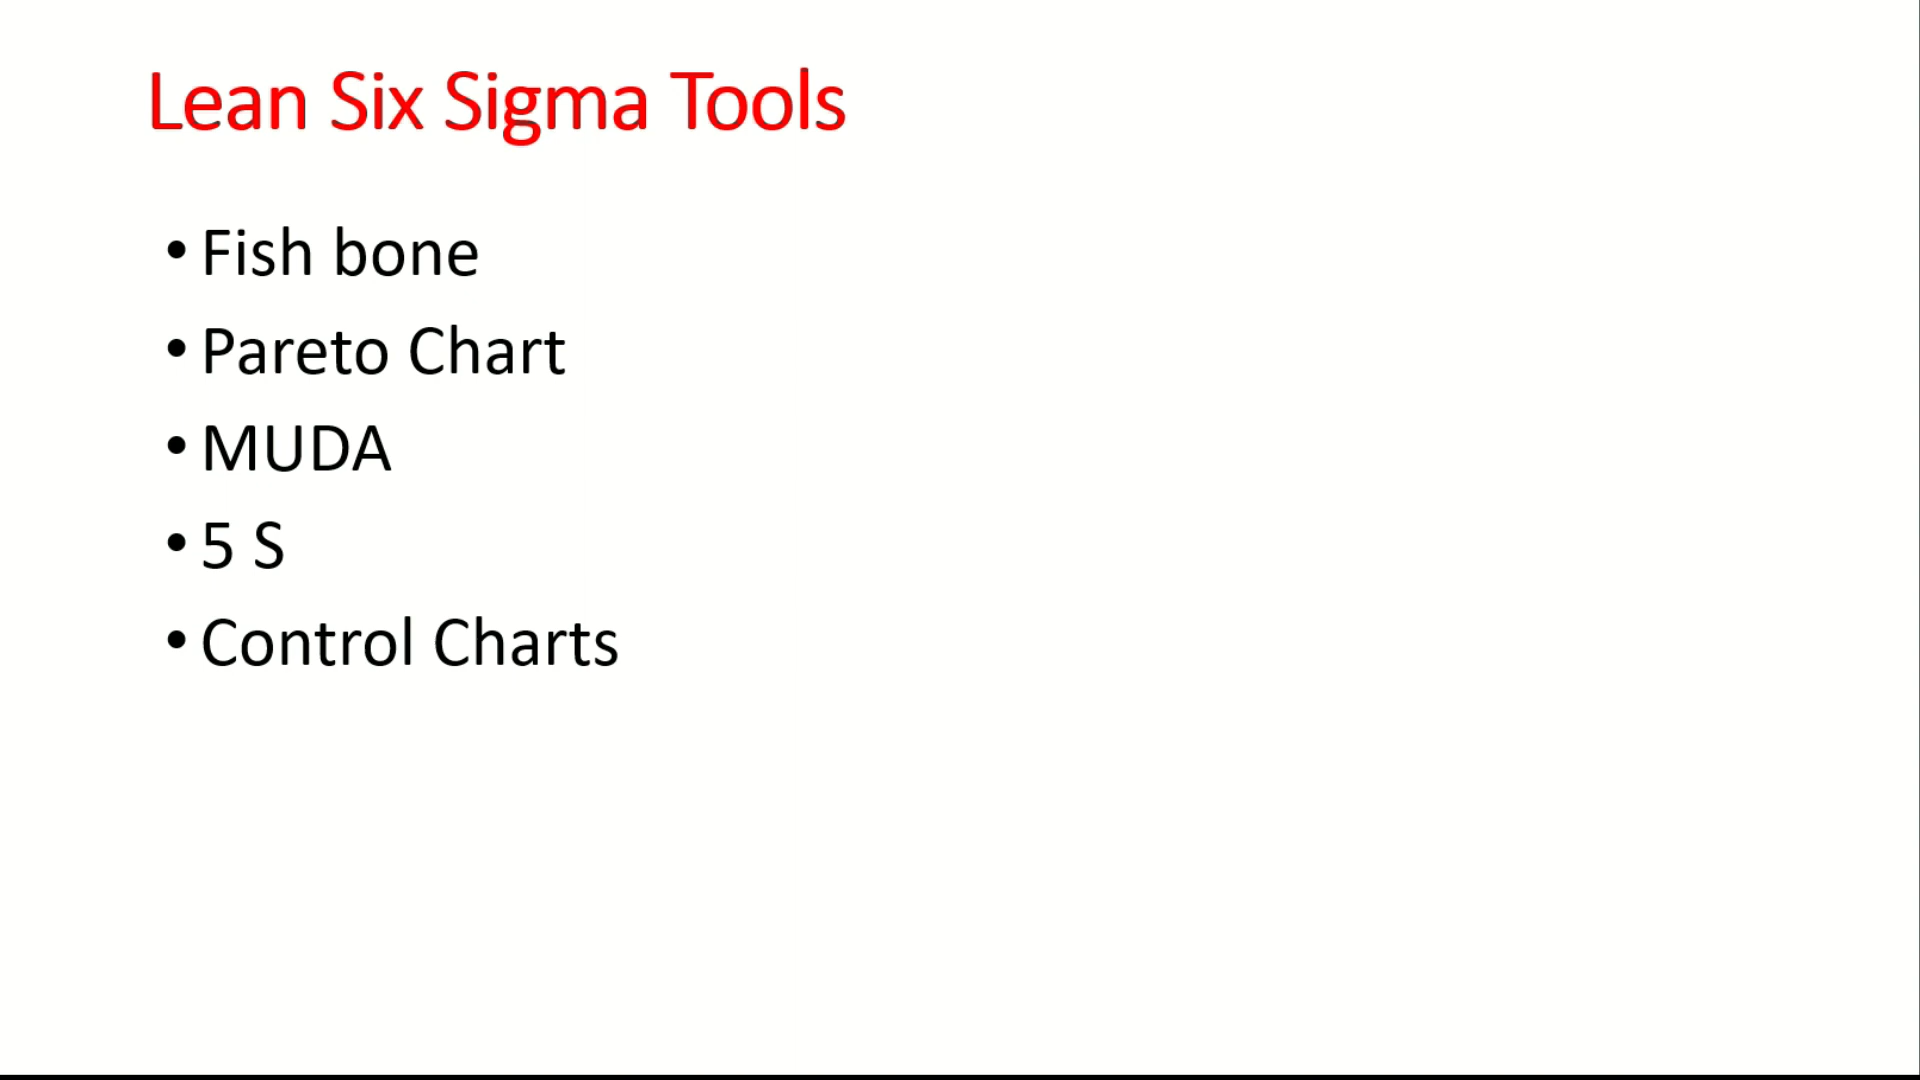 Lean Six Sigma Tools
• Fish bone
• Pareto Chart
• MUDA
• 5 S
• Control Charts